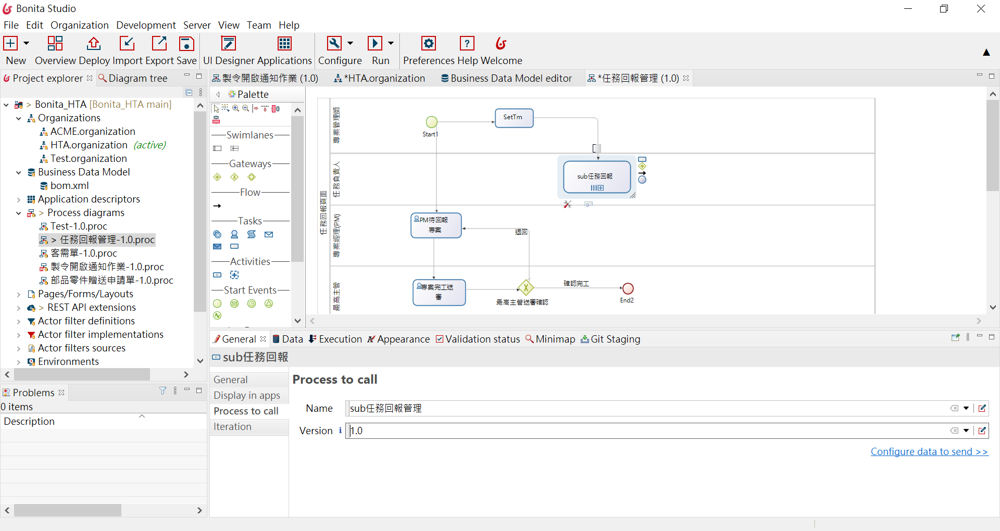 Bonita Studio
File Edit Organization Development Server View Team Help
New Overview Deploy Import Export Save UI Designer Applications Configure Run Preferences Help Welcome
Project explorer
Diagram tree
製令開啟通知作業 (1.0)
*HTA.organization
Business Data Model editor
*任務回報管理 (1.0)
> Bonita_HTA [Bonita_HTA main]
Organizations
ACME.organization
HTA.organization (active)
Test.organization
Business Data Model
bom.xml
Application descriptors
> Process diagrams
Test-1.0.proc
> 任務回報管理-1.0.proc
客需單-1.0.proc
製令開啟通知作業-1.0.proc
部品零件贈送申請單-1.0.proc
Pages/Forms/Layouts
> REST API extensions
Actor filter definitions
Actor filter implementations
Actor filters sources
Environments
Palette
Swimlanes
Gateways
Flow
Tasks
Activities
Start Events
任務回報頁面
專案管理師
Start1
SetTm
任務負責人
sub任務回報
專案經理(PM)
PM待回報
專案
退回
最高主管
專案完工送
審
最高主管送審確認
確認完工
End2
Problems
0 items
Description
General Data Execution Appearance Validation status Minimap Git Staging
sub任務回報
General
Display in apps
Process to call
Iteration
Process to call
Name sub任務回報管理
Version 1.0
Configure data to send >>